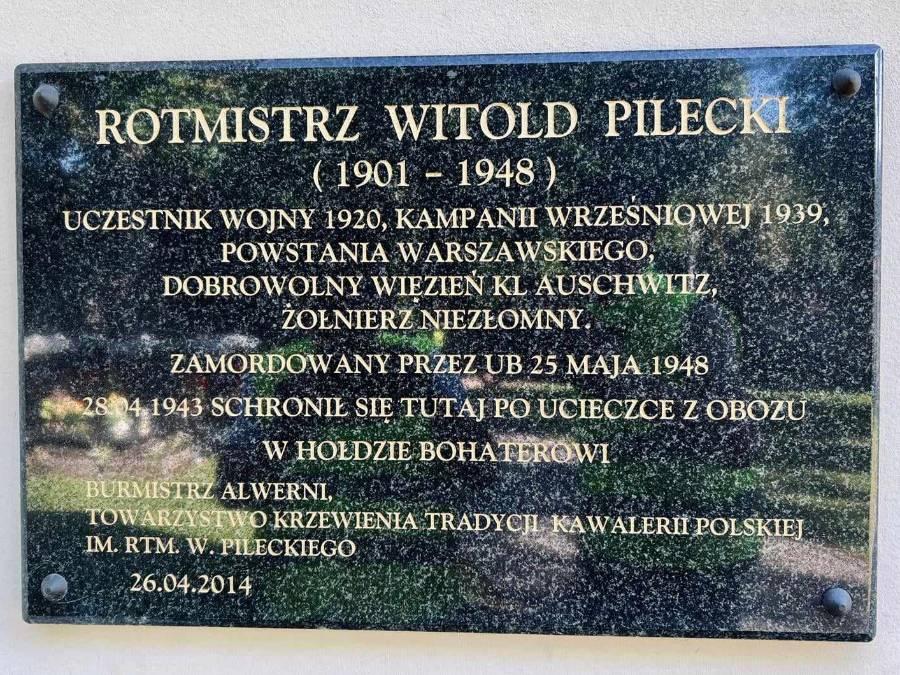 ROTMISTRZ WITOLD PILECKI
( 1901 – 1948 )
UCZESTNIK WOJNY 1920, KAMPANII WRZEŚNIOWEJ 1939,
POWSTANIA WARSZAWSKIEGO,
DOBROWOLNY WIĘZIEŃ KL AUSCHWITZ,
ŻOŁNIERZ NIEZŁOMNY.
ZAMORDOWANY PRZEZ UB 25 MAJA 1948
28.04.1943 SCHRONIŁ SIĘ TUTAJ PO UCIECZCE Z OBOZU
W HOŁDZIE BOHATEROWI
BURMISTRZ ALWERNI,
TOWARZYSTWO KRZEWIENIA TRADYCJI KAWALERII POLSKIEJ
IM. RTM. W. PILECKIEGO
26.04.2014